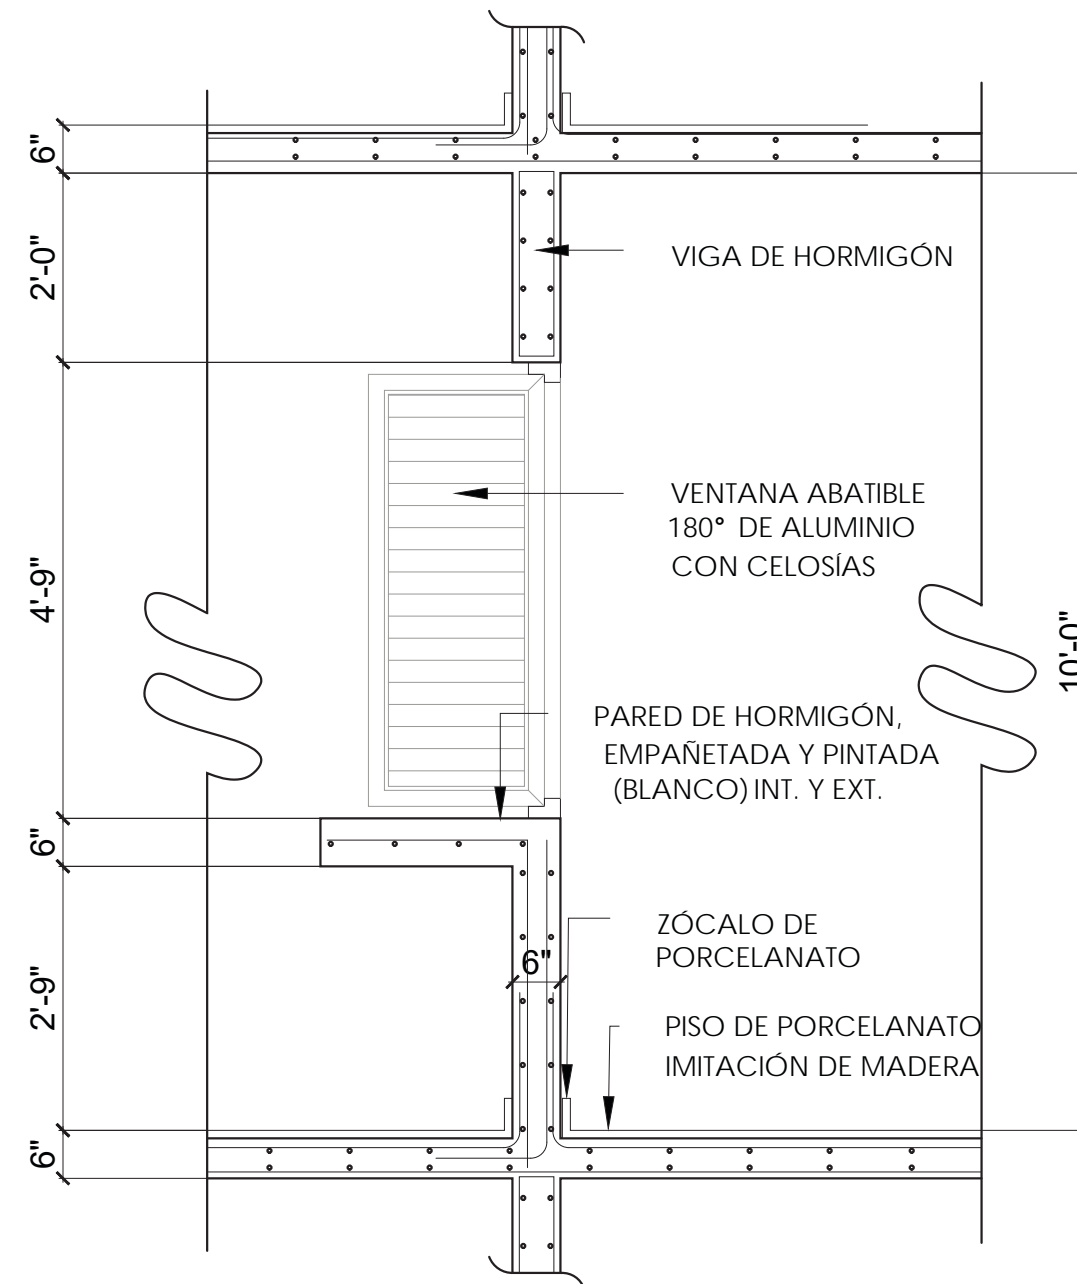 6"
2'-0"
VIGA DE HORMIGÓN
VENTANA ABATIBLE
180° DE ALUMINIO
CON CELOSÍAS
4'-9"
10'-0"
PARED DE HORMIGÓN,
EMPAÑETADA Y PINTADA
(BLANCO) INT. Y EXT.
6"
ZÓCALO DE
PORCELANATO
6"
2'-9"
PISO DE PORCELANATO
IMITACIÓN DE MADERA
6"